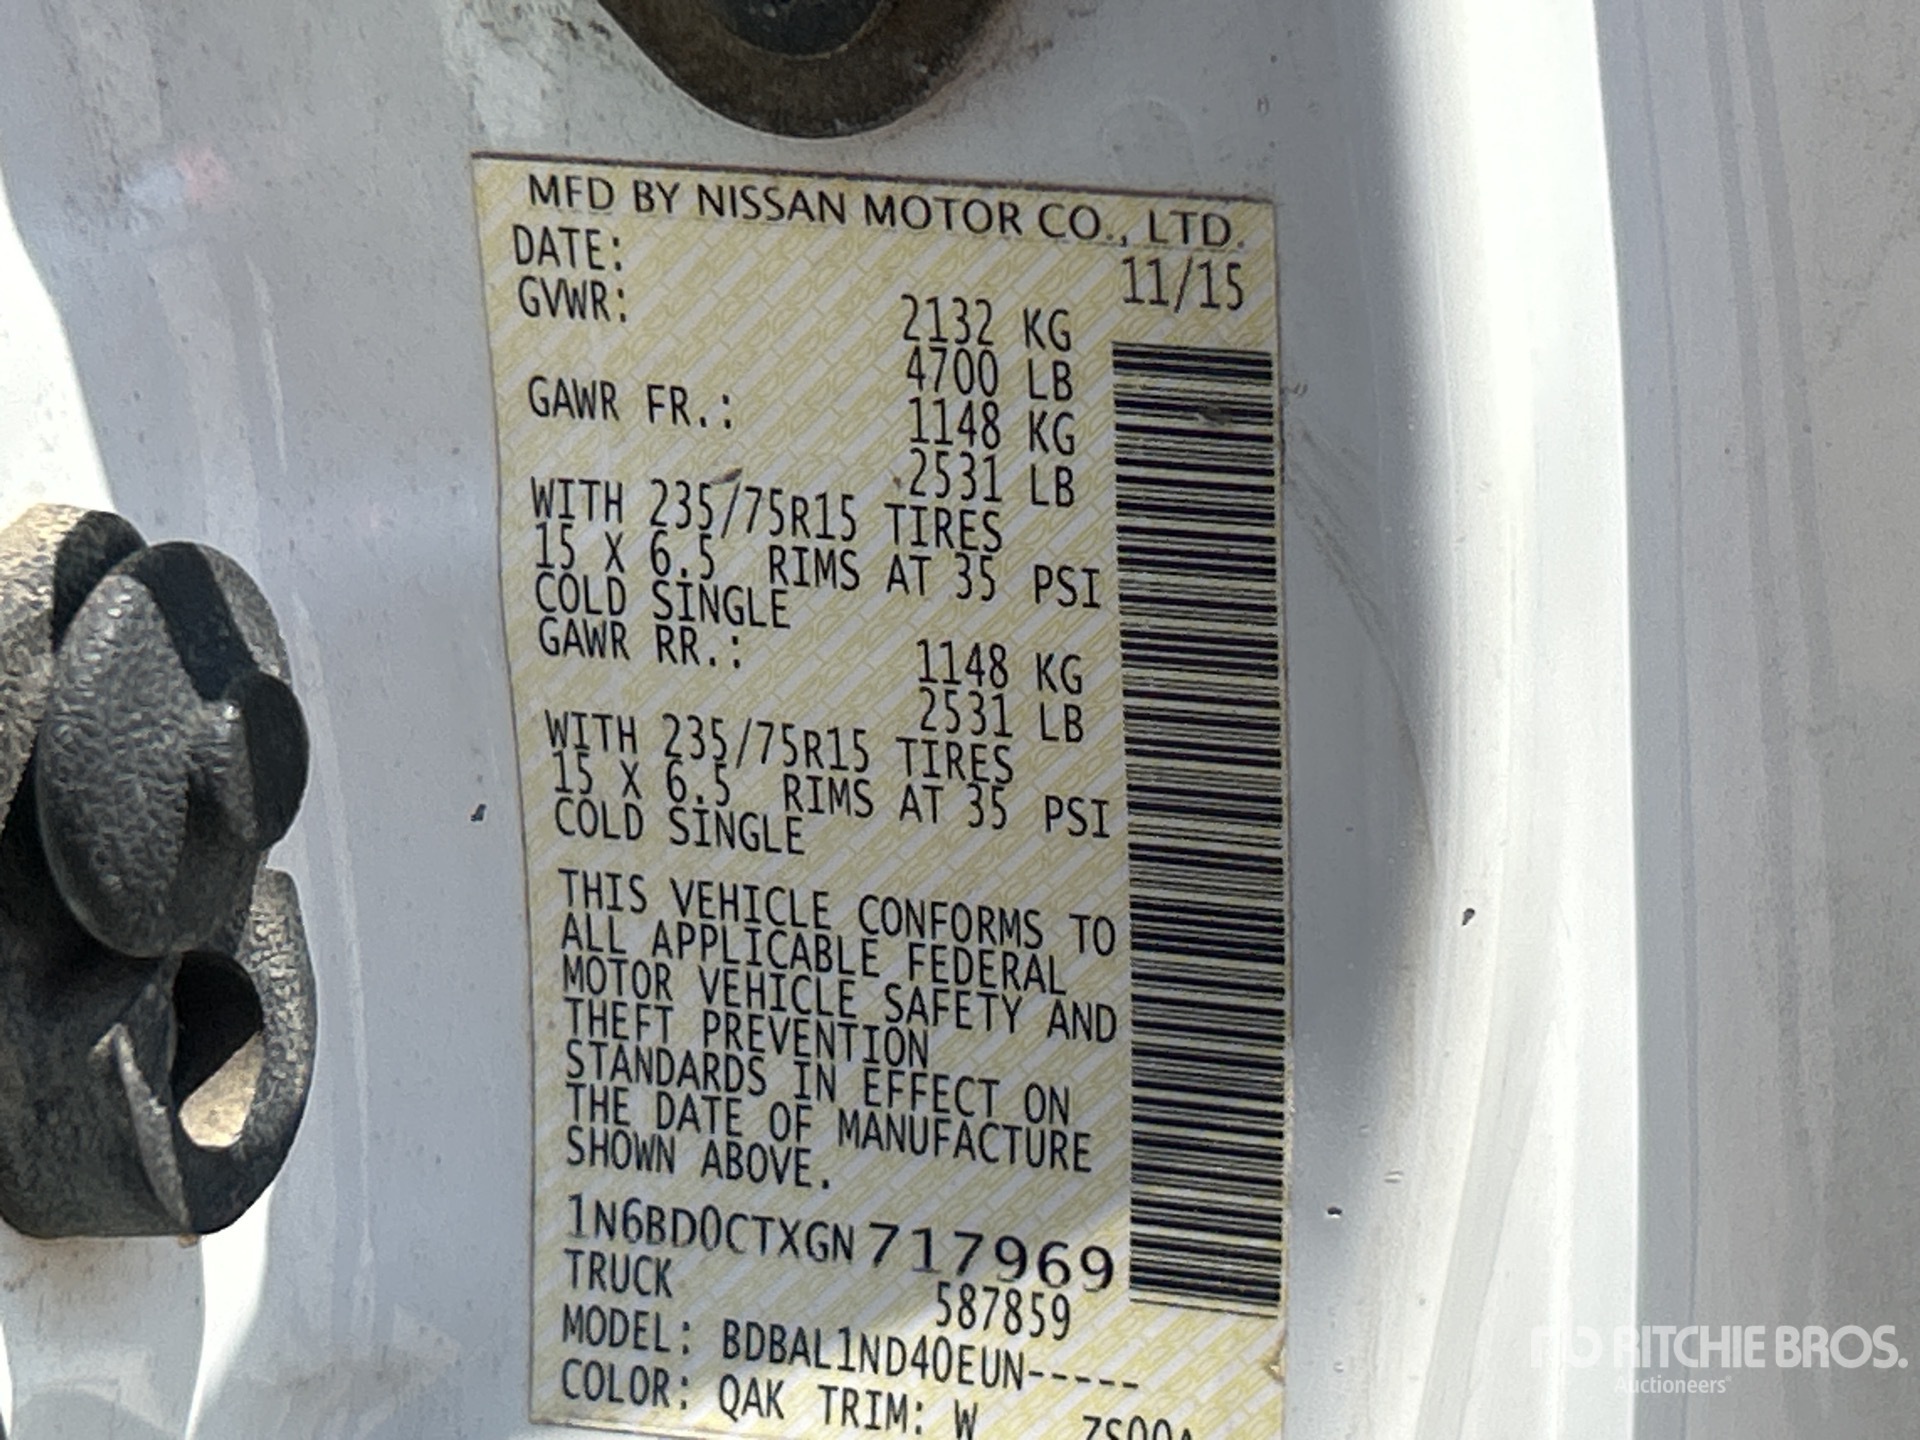 MFD BY NISSAN MOTOR CO., LTD.
DATE: 11/15
GVWR: 2132 KG
4700 LB
GAWR FR.: 1148 KG
2531 LB
WITH 235/75R15 TIRES
15 X 6.5 RIMS AT 35 PSI
COLD SINGLE
GAWR RR.: 1148 KG
2531 LB
WITH 235/75R15 TIRES
15 X 6.5 RIMS AT 35 PSI
COLD SINGLE
THIS VEHICLE CONFORMS TO
ALL APPLICABLE FEDERAL
MOTOR VEHICLE SAFETY AND
THEFT PREVENTION
STANDARDS IN EFFECT ON
THE DATE OF MANUFACTURE
SHOWN ABOVE.
1N6BD0CTXGN717969
TRUCK 587859
MODEL: BDBAL1ND40EUN-----
COLOR: QAK TRIM: W
RITCHIE BROS.
Auctioneers